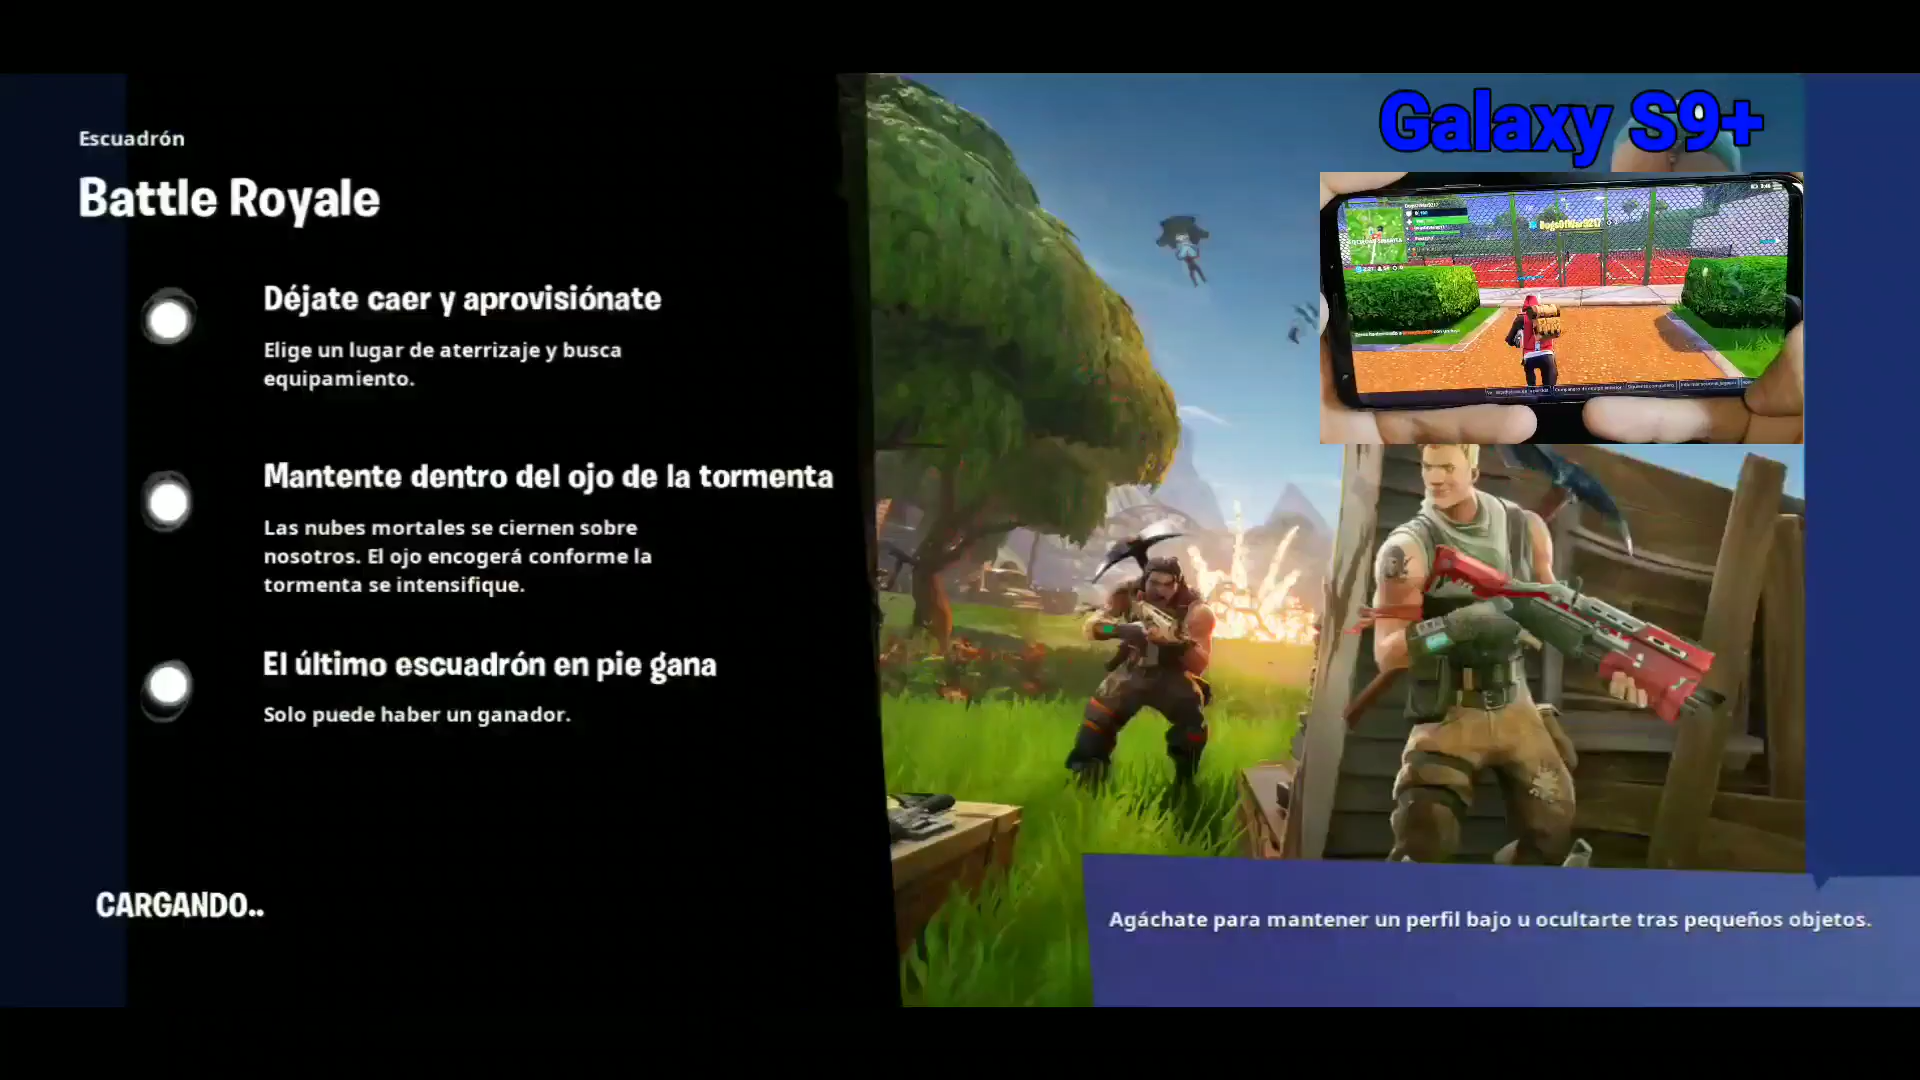 Galaxy S9+
Escuadrón
Battle Royale
DogsOfWar9217
Déjate caer y aprovisiónate
Elige un lugar de aterrizaje y busca
equipamiento.
Mantente dentro del ojo de la tormenta
Las nubes mortales se ciernen sobre
nosotros. El ojo encogerá conforme la
tormenta se intensifique.
El último escuadrón en pie gana
Solo puede haber un ganador.
CARGANDO..
Agáchate para mantener un perfil bajo u ocultarte tras pequeños objetos.